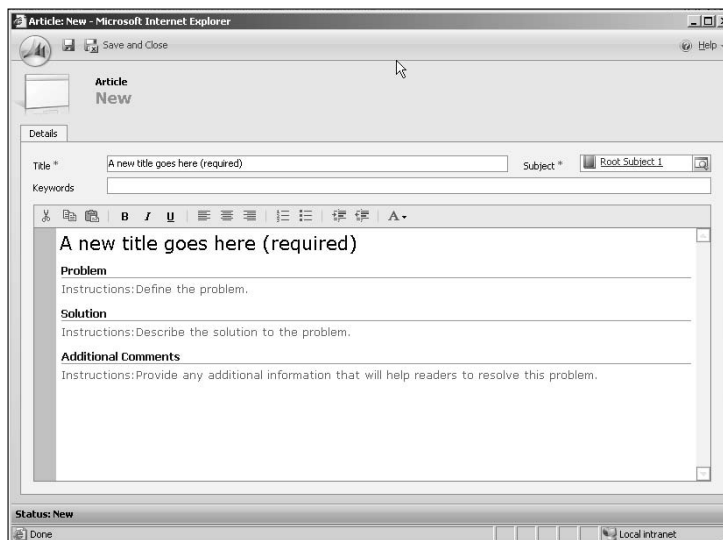 Article: New - Microsoft Internet Explorer
Save and Close
Help
Article
New
Details
Title * A new title goes here (required) Subject * Root Subject 1
Keywords
B I U A
A new title goes here (required)
Problem
Instructions:Define the problem.
Solution
Instructions:Describe the solution to the problem.
Additional Comments
Instructions:Provide any additional information that will help readers to resolve this problem.
Status: New
Done Local intranet